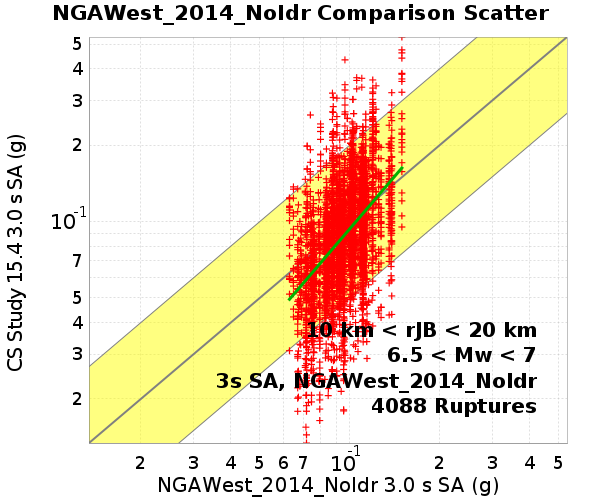 NGAWest_2014_NoIdr Comparison Scatter
5
4
3
2
10-1
7
5
4
3
2
CS Study 15.4 3.0 s SA (g)
10 km < rJB < 20 km
6.5 < Mw < 7
3s SA, NGAWest_2014_NoIdr
4088 Ruptures
2 3 4 5 6 7 10-1 2 3 4 5
NGAWest_2014_NoIdr 3.0 s SA (g)